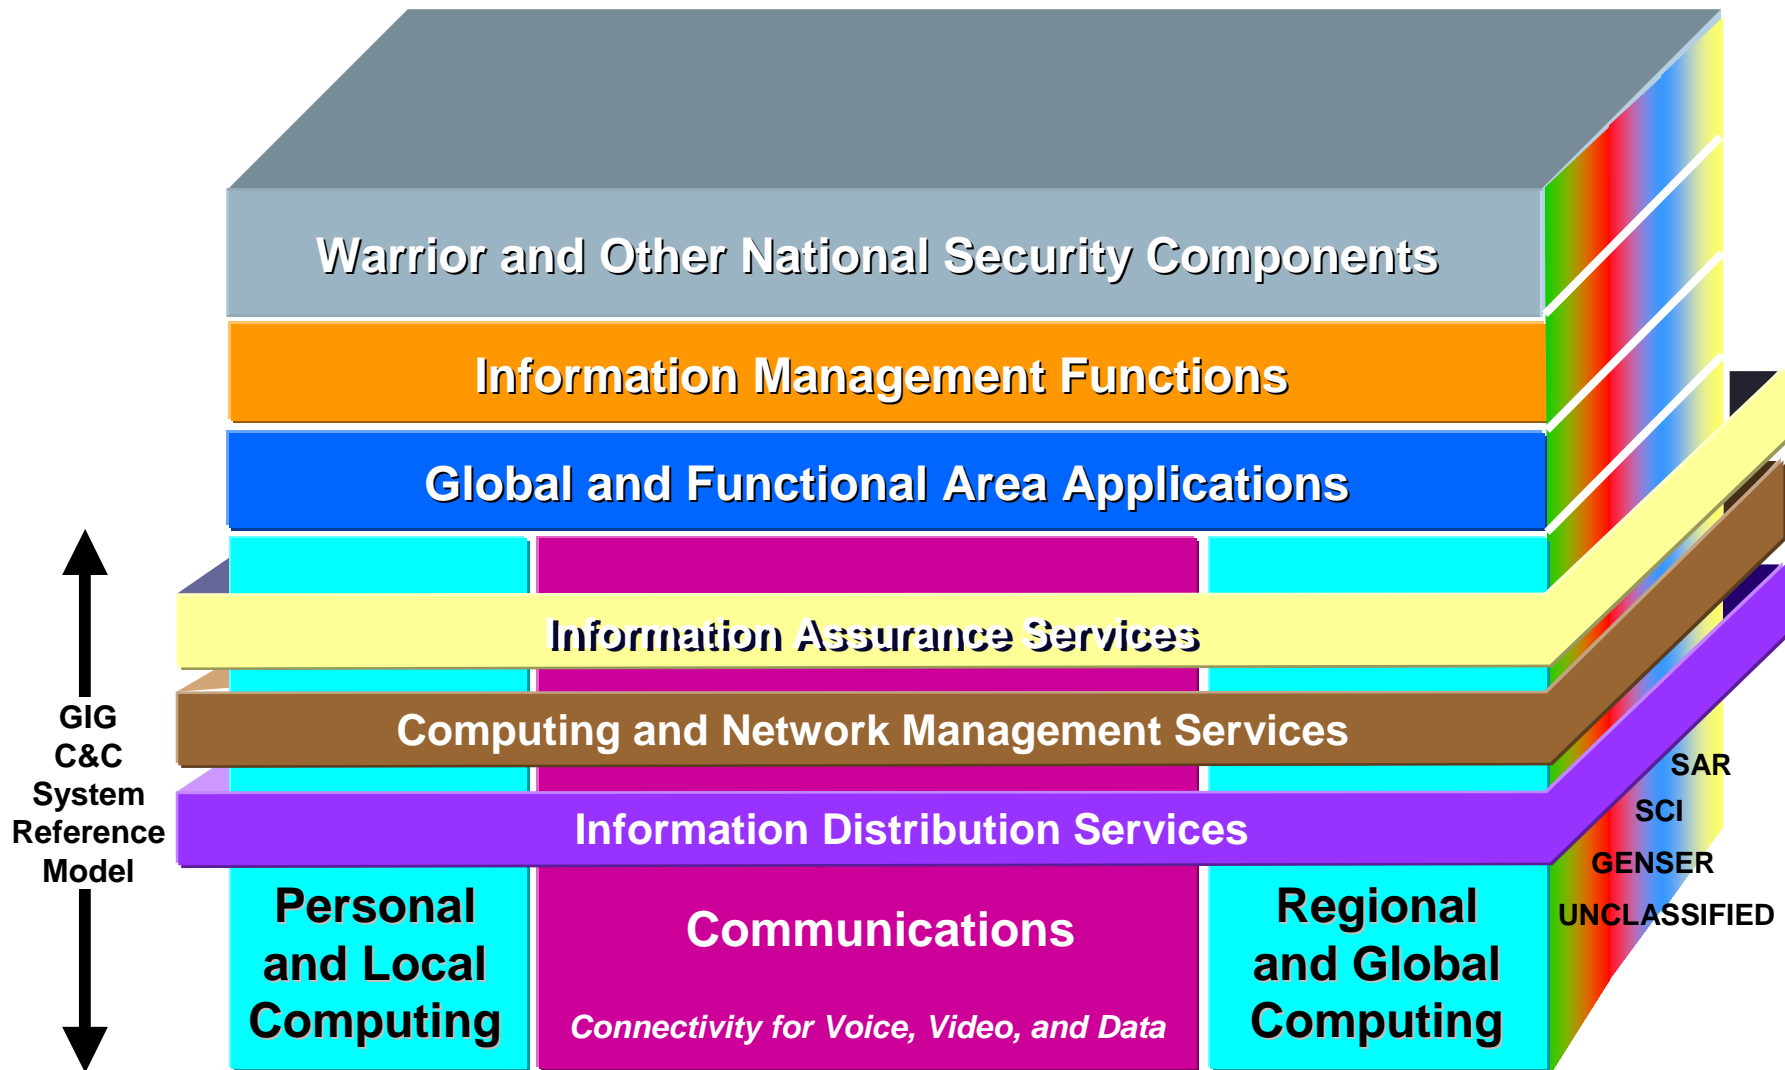 Warrior and Other National Security Components
Information Management Functions
Global and Functional Area Applications
Information Assurance Services
Computing and Network Management Services
Information Distribution Services
GIG
C&C
System
Reference
Model
Personal
and Local
Computing
Communications
Connectivity for Voice, Video, and Data
Regional
and Global
Computing
SAR
SCI
GENSER
UNCLASSIFIED